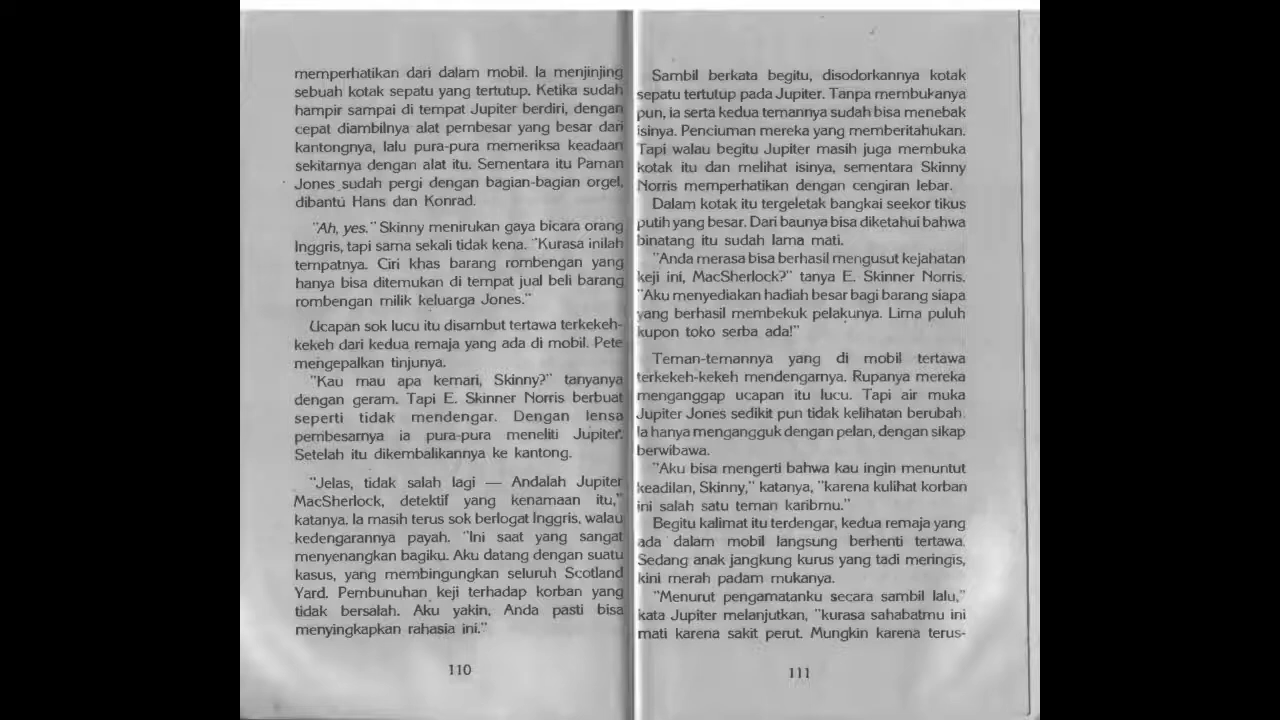 memperhatikan dari dalam mobil. Ia menjinjing
sebuah kotak sepatu yang tertutup. Ketika sudah
hampir sampai di tempat Jupiter berdiri, dengan
cepat diambilnya alat pembesar yang besar dari
kantongnya, lalu pura-pura memeriksa keadaan
sekitarnya dengan alat itu. Sementara itu Paman
Jones sudah pergi dengan bagian-bagian orgel,
dibantu Hans dan Konrad.
"Ah, yes." Skinny menirukan gaya bicara orang
Inggris, tapi sama sekali tidak kena. "Kurasa inilah
tempatnya. Ciri khas barang rombengan yang
hanya bisa ditemukan di tempat jual beli barang
rombengan milik keluarga Jones."
Ucapan sok lucu itu disambut tertawa terkekeh-
kekeh dari kedua remaja yang ada di mobil. Pete
mengepalkan tinjunya.
"Kau mau apa kemari, Skinny?" tanyanya
dengan geram. Tapi E. Skinner Norris berbuat
seperti tidak mendengar. Dengan lensa
pembesarnya ia pura-pura meneliti Jupiter.
Setelah itu dikembalikannya ke kantong.
"Jelas, tidak salah lagi — Andalah Jupiter
MacSherlock, detektif yang kenamaan itu,"
katanya. Ia masih terus sok berlogat Inggris, walau
kedengarannya payah. "Ini saat yang sangat
menyenangkan bagiku. Aku datang dengan suatu
kasus, yang membingungkan seluruh Scotland
Yard. Pembunuhan keji terhadap korban yang
tidak bersalah. Aku yakin, Anda pasti bisa
menyingkapkan rahasia ini."
110
Sambil berkata begitu, disodorkannya kotak
sepatu tertutup pada Jupiter. Tanpa membukanya
pun, ia serta kedua temannya sudah bisa menebak
isinya. Penciuman mereka yang memberitahukan.
Tapi walau begitu Jupiter masih juga membuka
kotak itu dan melihat isinya, sementara Skinny
Norris memperhatikan dengan cengiran lebar.
Dalam kotak itu tergeletak bangkai seekor tikus
putih yang besar. Dari baunya bisa diketahui bahwa
binatang itu sudah lama mati.
"Anda merasa bisa berhasil mengusut kejahatan
keji ini, MacSherlock?" tanya E. Skinner Norris.
"Aku menyediakan hadiah besar bagi barang siapa
yang berhasil membekuk pelakunya. Lima puluh
kupon toko serba ada!"
Teman-temannya yang di mobil tertawa
terkekeh-kekeh mendengarnya. Rupanya mereka
menganggap ucapan itu lucu. Tapi air muka
Jupiter Jones sedikit pun tidak kelihatan berubah.
Ia hanya mengangguk dengan pelan, dengan sikap
berwibawa.
"Aku bisa mengerti bahwa kau ingin menuntut
keadilan, Skinny," katanya, "karena kulihat korban
ini salah satu teman karibmu."
Begitu kalimat itu terdengar, kedua remaja yang
ada dalam mobil langsung berhenti tertawa.
Sedang anak jangkung kurus yang tadi meringis,
kini merah padam mukanya.
"Menurut pengamatanku secara sambil lalu,"
kata Jupiter melanjutkan, "kurasa sahabatmu ini
mati karena sakit perut. Mungkin karena terus-
111